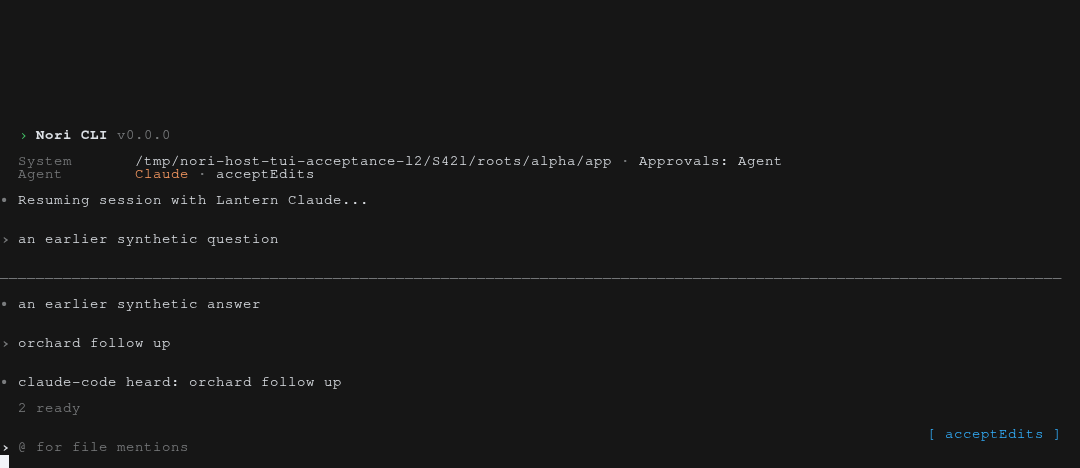 › Nori CLI v0.0.0
System /tmp/nori-host-tui-acceptance-l2/S42l/roots/alpha/app · Approvals: Agent
Agent Claude · acceptEdits
• Resuming session with Lantern Claude...
› an earlier synthetic question
• an earlier synthetic answer
› orchard follow up
• claude-code heard: orchard follow up
2 ready
[ acceptEdits ]
› @ for file mentions